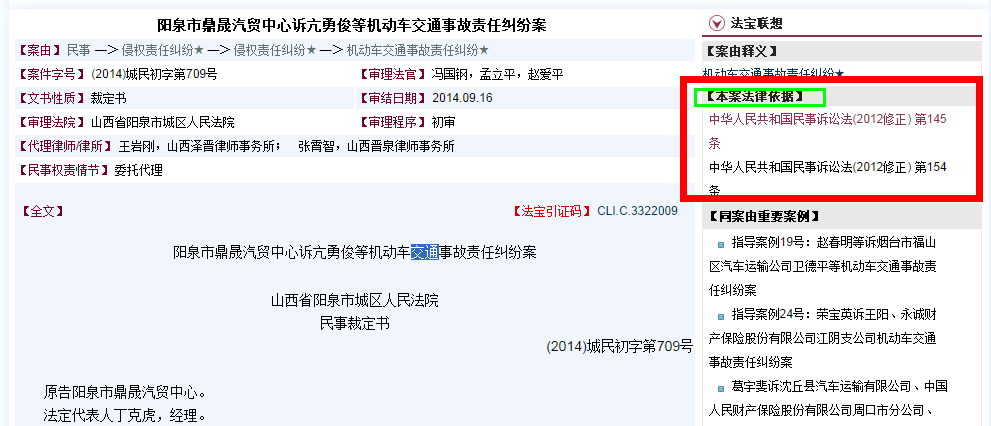 阳泉市鼎晟汽贸中心诉亢勇俊等机动车交通事故责任纠纷案
【案由】 民事 —> 侵权责任纠纷★ —> 侵权责任纠纷★ —> 机动车交通事故责任纠纷★
【案件字号】 (2014)城民初字第709号
【审理法官】 冯国钢，孟立平，赵爱平
【文书性质】 裁定书
【审结日期】 2014.09.16
【审理法院】 山西省阳泉市城区人民法院
【审理程序】 初审
【代理律师/律所】 王岩刚，山西泽晋律师事务所； 张霄智，山西晋泉律师事务所
【民事权责情节】 委托代理
【全文】
【法宝引证码】 CLI.C.3322009
阳泉市鼎晟汽贸中心诉亢勇俊等机动车交通事故责任纠纷案
山西省阳泉市城区人民法院
民事裁定书
(2014)城民初字第709号
原告阳泉市鼎晟汽贸中心。
法定代表人丁克虎，经理。
法宝联想
【案由释义】
机动车交通事故责任纠纷★
【本案法律依据】
中华人民共和国民事诉讼法(2012修正) 第145
条
中华人民共和国民事诉讼法(2012修正) 第154
条
【同案由重要案例】
指导案例19号：赵春明等诉烟台市福山
区汽车运输公司卫德平等机动车交通事故责
任纠纷案
指导案例24号：荣宝英诉王阳、永诚财
产保险股份有限公司江阴支公司机动车交通
事故责任纠纷案
葛宇斐诉沈丘县汽车运输有限公司、中国
人民财产保险股份有限公司周口市分公司、